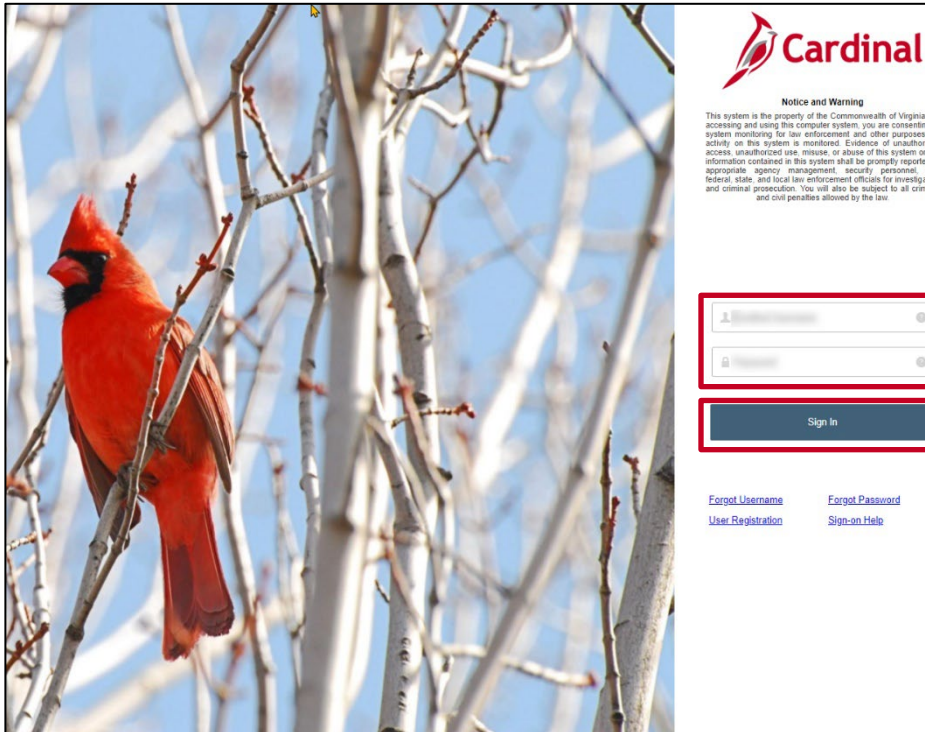 Cardinal
Notice and Warning
This system is the property of the Commonwealth of Virginia
accessing and using this computer system, you are consentin
system monitoring for law enforcement and other purposes
activity on this system is monitored. Evidence of unauthor
access, unauthorized use, misuse, or abuse of this system or
information contained in this system shall be promptly reporte
appropriate agency management, security personnel,
federal, state, and local law enforcement officials for investiga
and criminal prosecution. You will also be subject to all crim
and civil penalties allowed by the law.
Sign In
Forgot Username Forgot Password
User Registration Sign-on Help